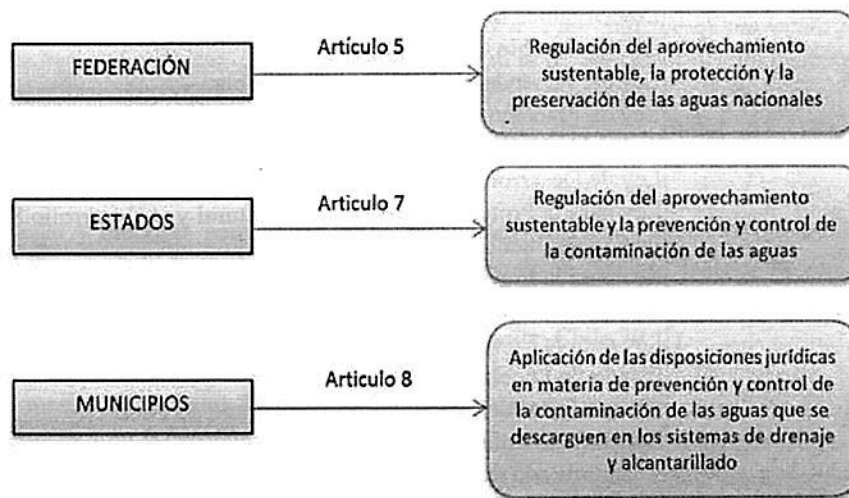 FEDERACIÓN
Artículo 5
Regulación del aprovechamiento
sustentable, la protección y la
preservación de las aguas nacionales
ESTADOS
Articulo 7
Regulación del aprovechamiento
sustentable y la prevención y control de
la contaminación de las aguas
MUNICIPIOS
Articulo 8
Aplicación de las disposiciones jurídicas
en materia de prevención y control de
la contaminación de las aguas que se
descarguen en los sistemas de drenaje
y alcantarillado